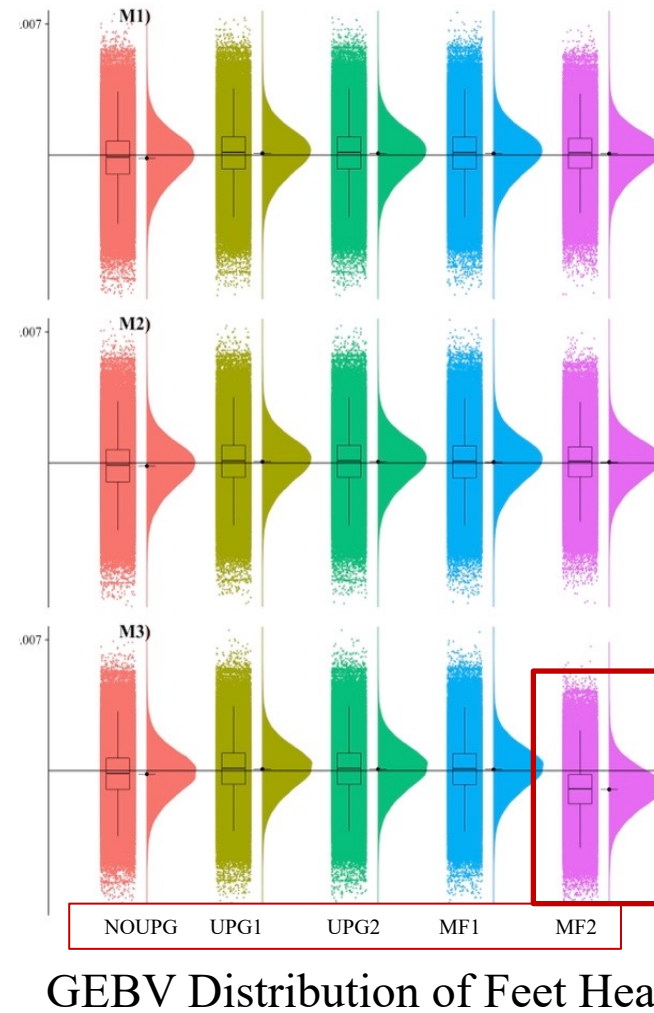 M1)
.007
M2)
.007
M3)
.007
NOUPG UPG1 UPG2 MF1 MF2
GEBV Distribution of Feet Hea